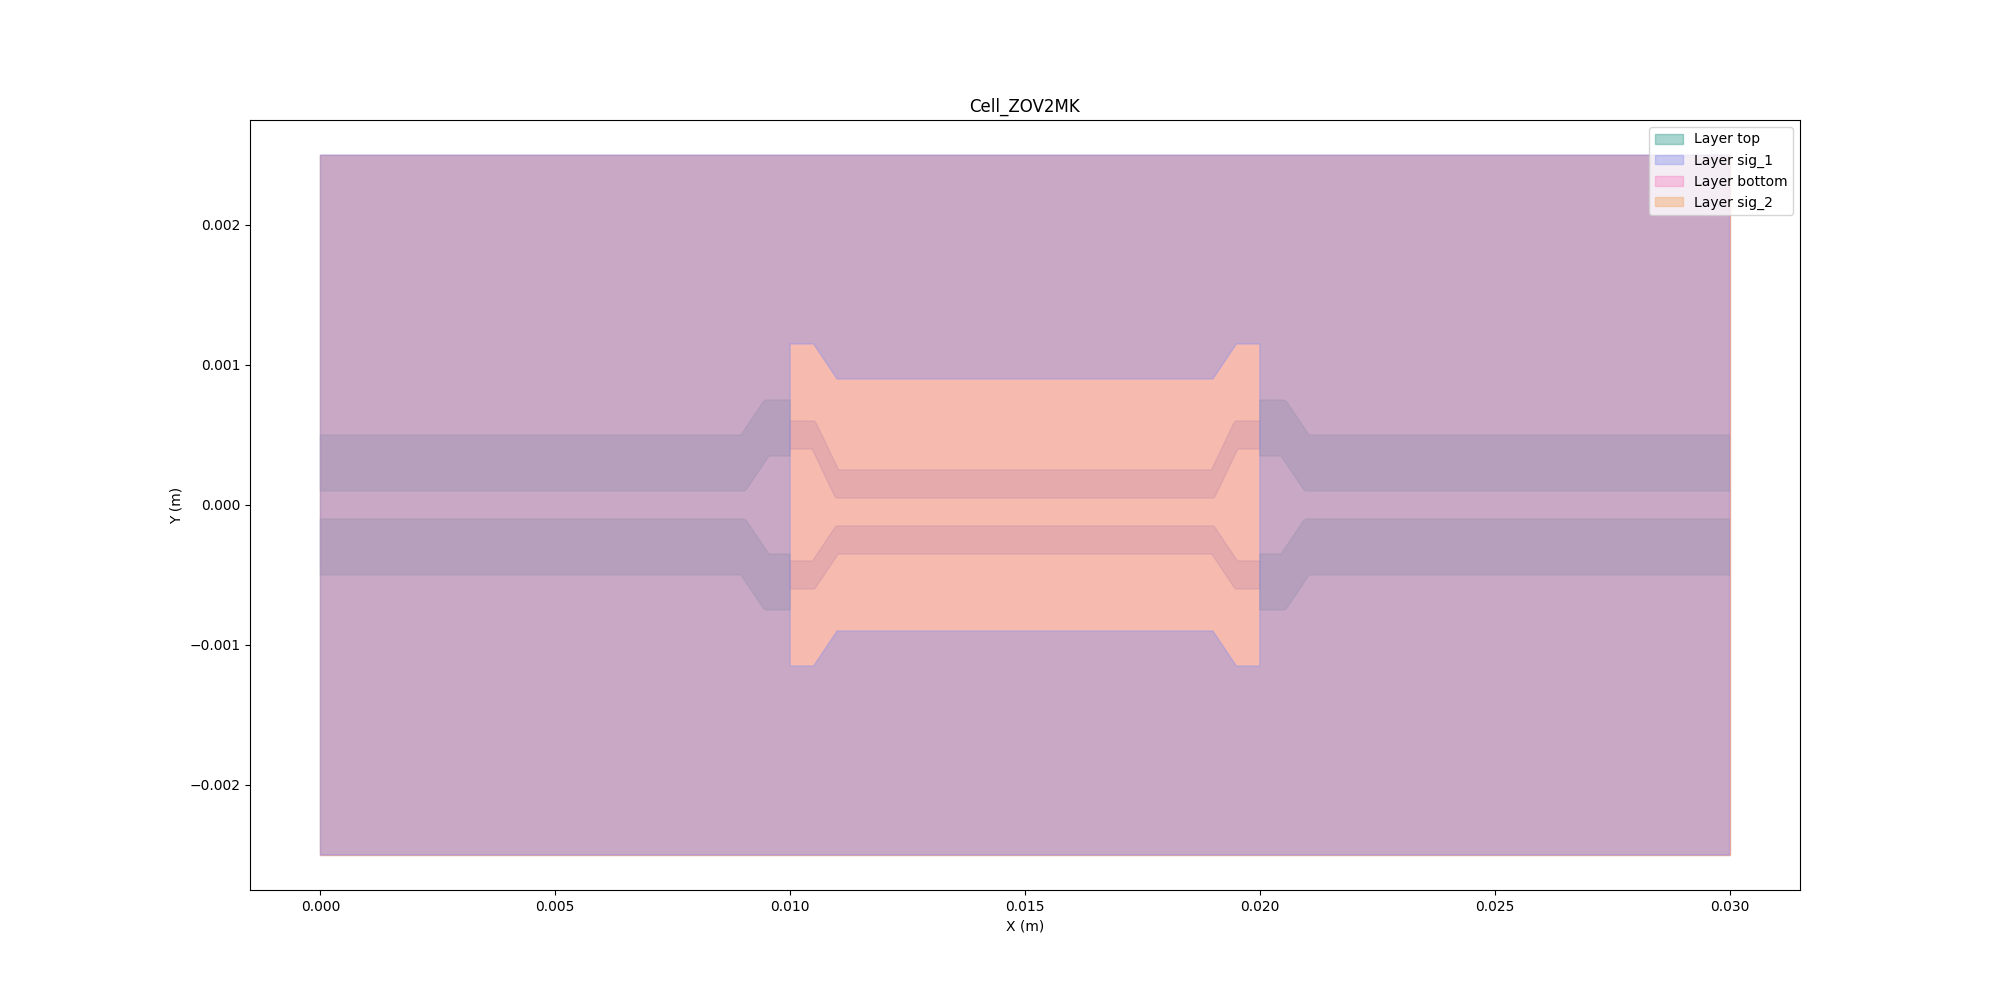 Cell_ZOV2MK
Layer top
Layer sig_1
Layer bottom
Layer sig_2
0.002
0.001
0.000
−0.001
−0.002
Y (m)
0.000 0.005 0.010 0.015 0.020 0.025 0.030
X (m)